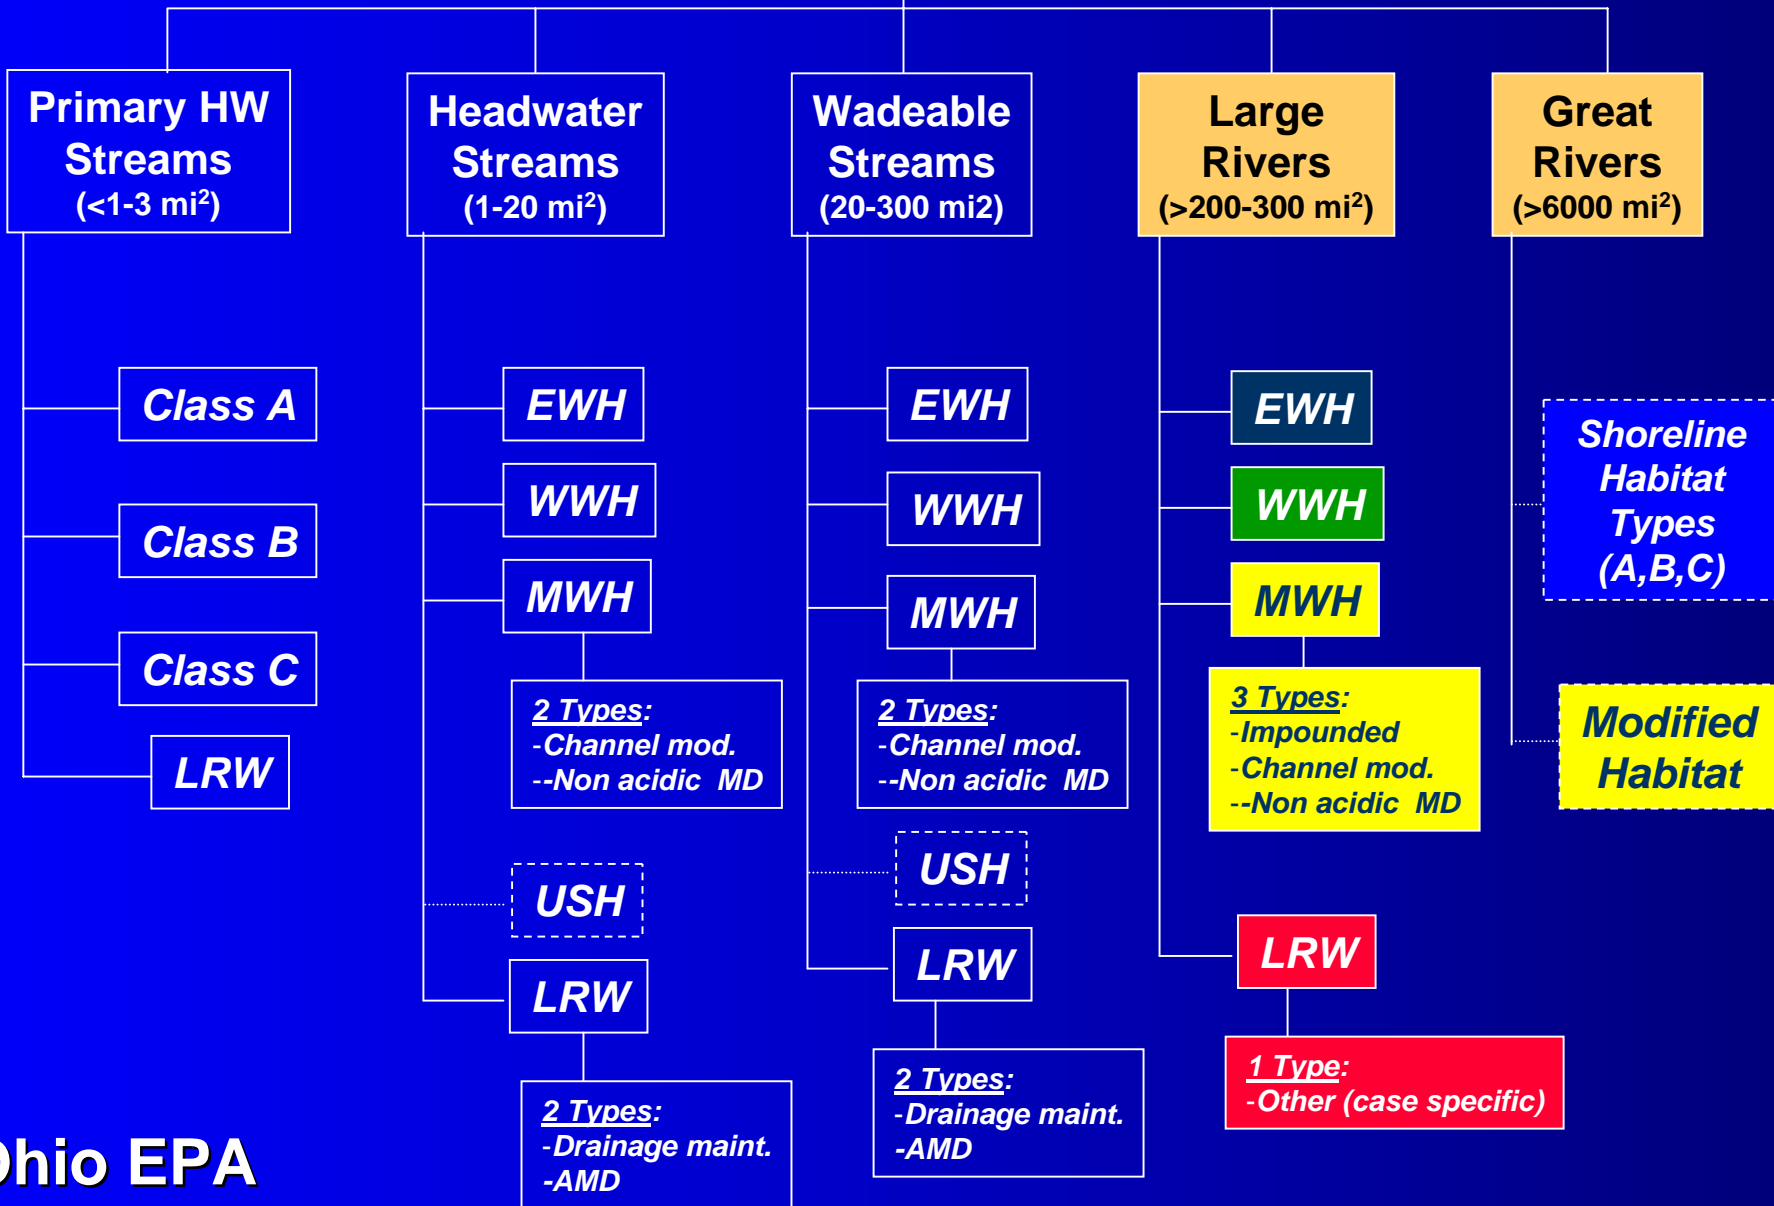 Primary HW
Streams
(<1-3 mi²)
Class A
Class B
Class C
LRW
Headwater
Streams
(1-20 mi²)
EWH
WWH
MWH
2 Types:
-Channel mod.
--Non acidic MD
USH
LRW
2 Types:
-Drainage maint.
-AMD
Wadeable
Streams
(20-300 mi2)
EWH
WWH
MWH
2 Types:
-Channel mod.
--Non acidic MD
USH
LRW
2 Types:
-Drainage maint.
-AMD
Large
Rivers
(>200-300 mi²)
EWH
WWH
MWH
3 Types:
-Impounded
-Channel mod.
--Non acidic MD
LRW
1 Type:
-Other (case specific)
Great
Rivers
(>6000 mi²)
Shoreline
Habitat
Types
(A,B,C)
Modified
Habitat
Ohio EPA